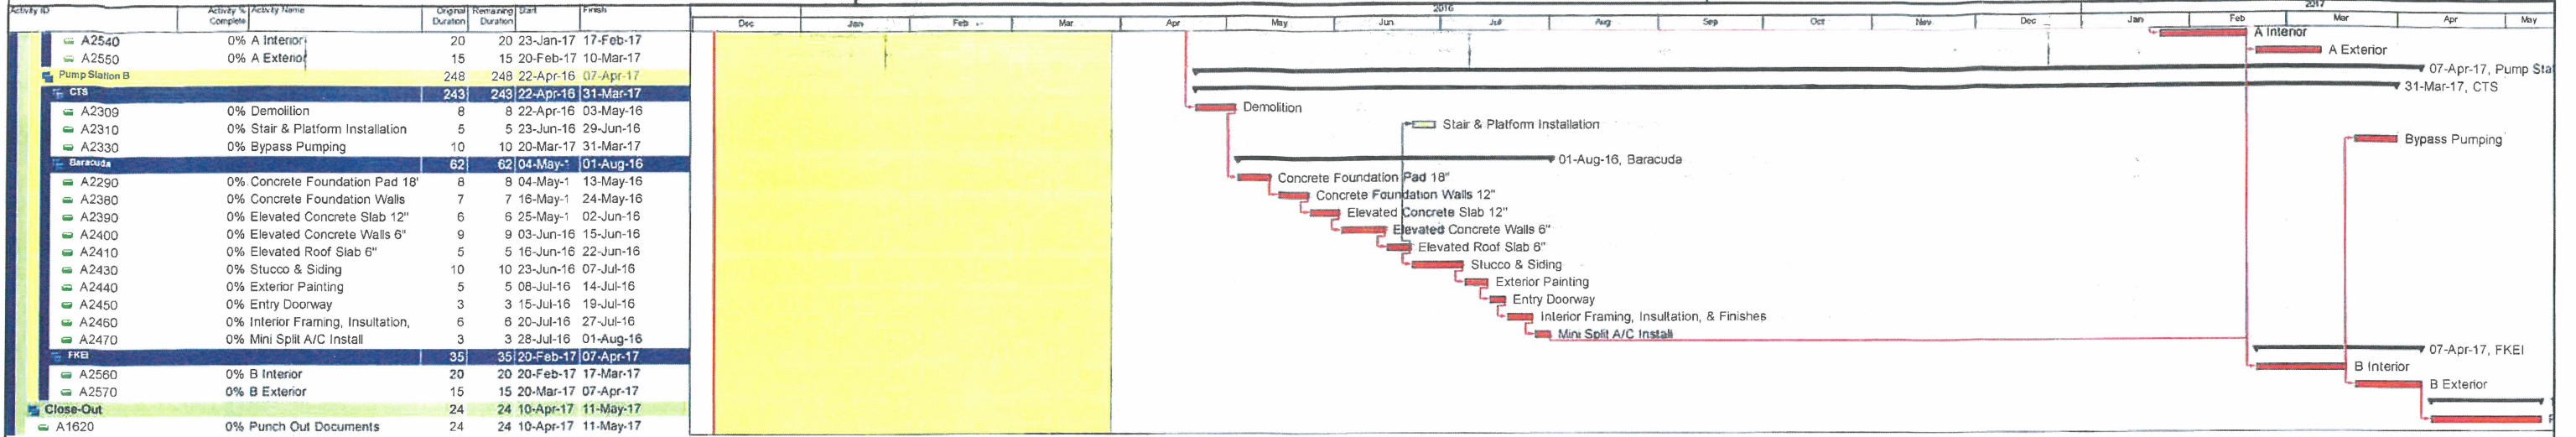 Activity ID Activity % Complete Activity Name Original Duration Remaining Duration Start Finish
2016 2017
Dec Jan Feb Mar Apr May Jun Jul Aug Sep Oct Nov Dec Jan Feb Mar Apr May
A2540 0% A Interior 20 20 23-Jan-17 17-Feb-17 A Interior
A2550 0% A Exterior 15 15 20-Feb-17 10-Mar-17 A Exterior
Pump Station B 248 248 22-Apr-16 07-Apr-17 07-Apr-17, Pump Sta
CTS 243 243 22-Apr-16 31-Mar-17 31-Mar-17, CTS
A2309 0% Demolition 8 8 22-Apr-16 03-May-16 Demolition
A2310 0% Stair & Platform Installation 5 5 23-Jun-16 29-Jun-16 Stair & Platform Installation
A2330 0% Bypass Pumping 10 10 20-Mar-17 31-Mar-17 Bypass Pumping
Baracuda 62 62 04-May-1 01-Aug-16 01-Aug-16, Baracuda
A2290 0% Concrete Foundation Pad 18' 8 8 04-May-1 13-May-16 Concrete Foundation Pad 18"
A2380 0% Concrete Foundation Walls 7 7 16-May-1 24-May-16 Concrete Foundation Walls 12"
A2390 0% Elevated Concrete Slab 12" 6 6 25-May-1 02-Jun-16 Elevated Concrete Slab 12"
A2400 0% Elevated Concrete Walls 6" 9 9 03-Jun-16 15-Jun-16 Elevated Concrete Walls 6"
A2410 0% Elevated Roof Slab 6" 5 5 16-Jun-16 22-Jun-16 Elevated Roof Slab 6"
A2430 0% Stucco & Siding 10 10 23-Jun-16 07-Jul-16 Stucco & Siding
A2440 0% Exterior Painting 5 5 08-Jul-16 14-Jul-16 Exterior Painting
A2450 0% Entry Doorway 3 3 15-Jul-16 19-Jul-16 Entry Doorway
A2460 0% Interior Framing, Insultation, 6 6 20-Jul-16 27-Jul-16 Interior Framing, Insultation, & Finishes
A2470 0% Mini Split A/C Install 3 3 28-Jul-16 01-Aug-16 Mini Split A/C Install
FKEI 35 35 20-Feb-17 07-Apr-17 07-Apr-17, FKEI
A2560 0% B Interior 20 20 20-Feb-17 17-Mar-17 B Interior
A2570 0% B Exterior 15 15 20-Mar-17 07-Apr-17 B Exterior
Close-Out 24 24 10-Apr-17 11-May-17
A1620 0% Punch Out Documents 24 24 10-Apr-17 11-May-17